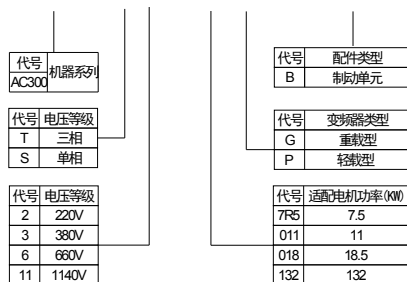 代号 机器系列
AC300
代号 配件类型
B 制动单元
代号 电压等级
T 三相
S 单相
代号 变频器类型
G 重载型
P 轻载型
代号 电压等级
2 220V
3 380V
6 660V
11 1140V
代号 适配电机功率(KW)
7R5 7.5
011 11
018 18.5
132 132